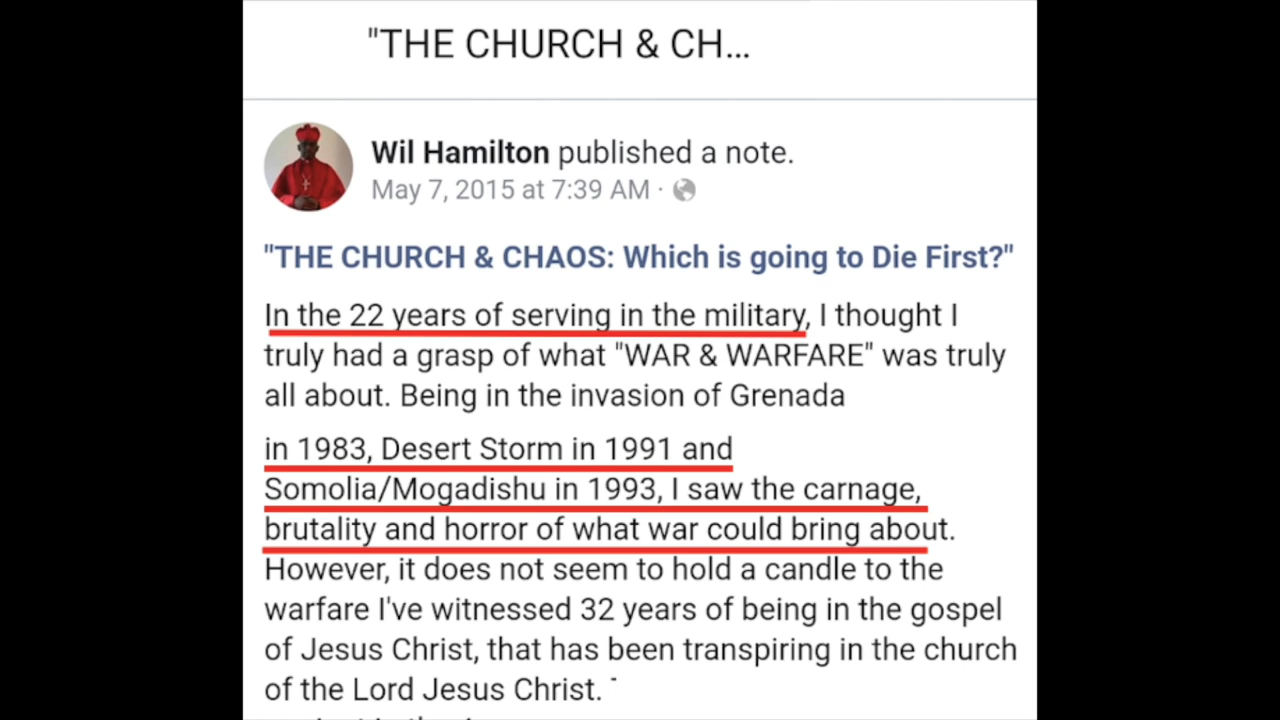 "THE CHURCH & CH...
Wil Hamilton published a note.
May 7, 2015 at 7:39 AM ·
"THE CHURCH & CHAOS: Which is going to Die First?"
In the 22 years of serving in the military, I thought I
truly had a grasp of what "WAR & WARFARE" was truly
all about. Being in the invasion of Grenada
in 1983, Desert Storm in 1991 and
Somolia/Mogadishu in 1993, I saw the carnage,
brutality and horror of what war could bring about.
However, it does not seem to hold a candle to the
warfare I've witnessed 32 years of being in the gospel
of Jesus Christ, that has been transpiring in the church
of the Lord Jesus Christ.